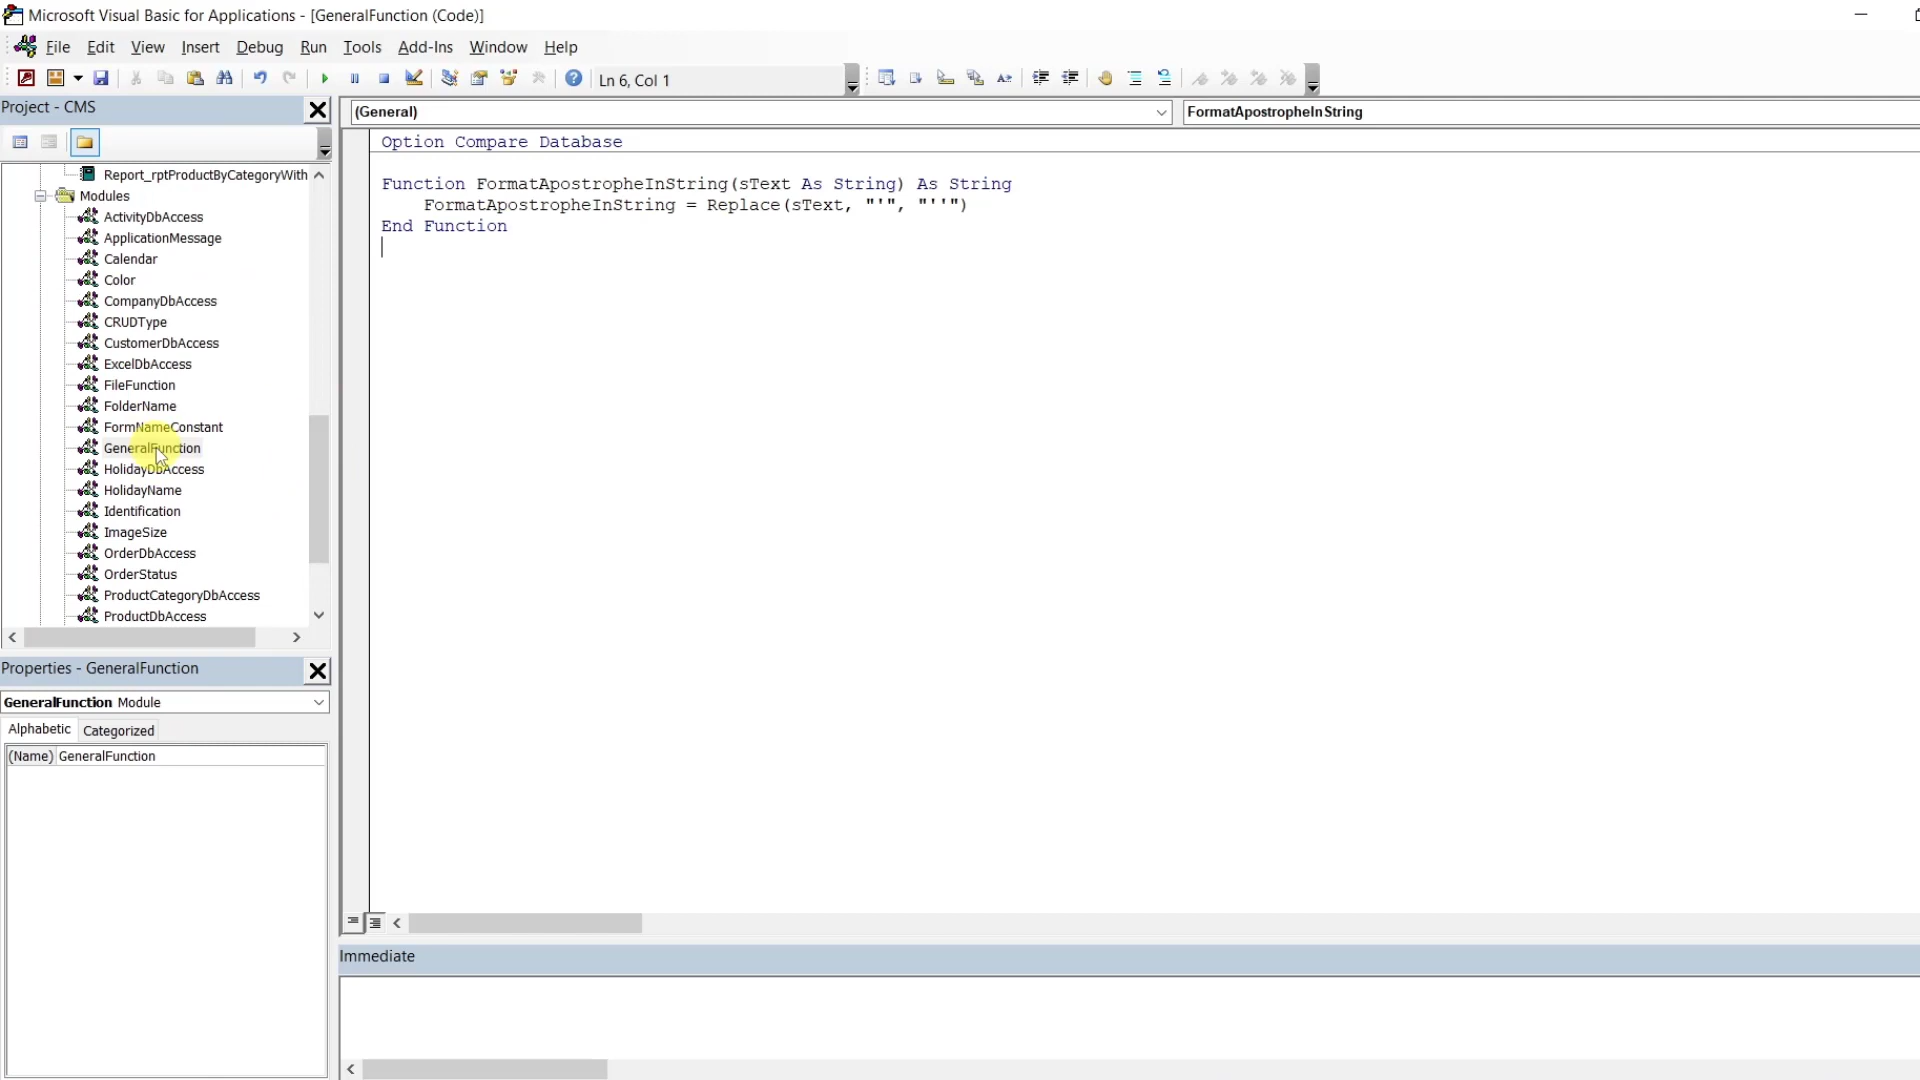 Microsoft Visual Basic for Applications - [GeneralFunction (Code)]
File Edit View Insert Debug Run Tools Add-Ins Window Help
Ln 6, Col 1
Project - CMS
(General)
FormatApostropheInString
Report_rptProductByCategoryWith
Modules
ActivityDbAccess
ApplicationMessage
Calendar
Color
CompanyDbAccess
CRUDType
CustomerDbAccess
ExcelDbAccess
FileFunction
FolderName
FormNameConstant
GeneralFunction
HolidayDbAccess
HolidayName
Identification
ImageSize
OrderDbAccess
OrderStatus
ProductCategoryDbAccess
ProductDbAccess
Option Compare Database
Function FormatApostropheInString(sText As String) As String
FormatApostropheInString = Replace(sText, "'", "''")
End Function
Properties - GeneralFunction
GeneralFunction Module
Alphabetic Categorized
(Name) GeneralFunction
Immediate